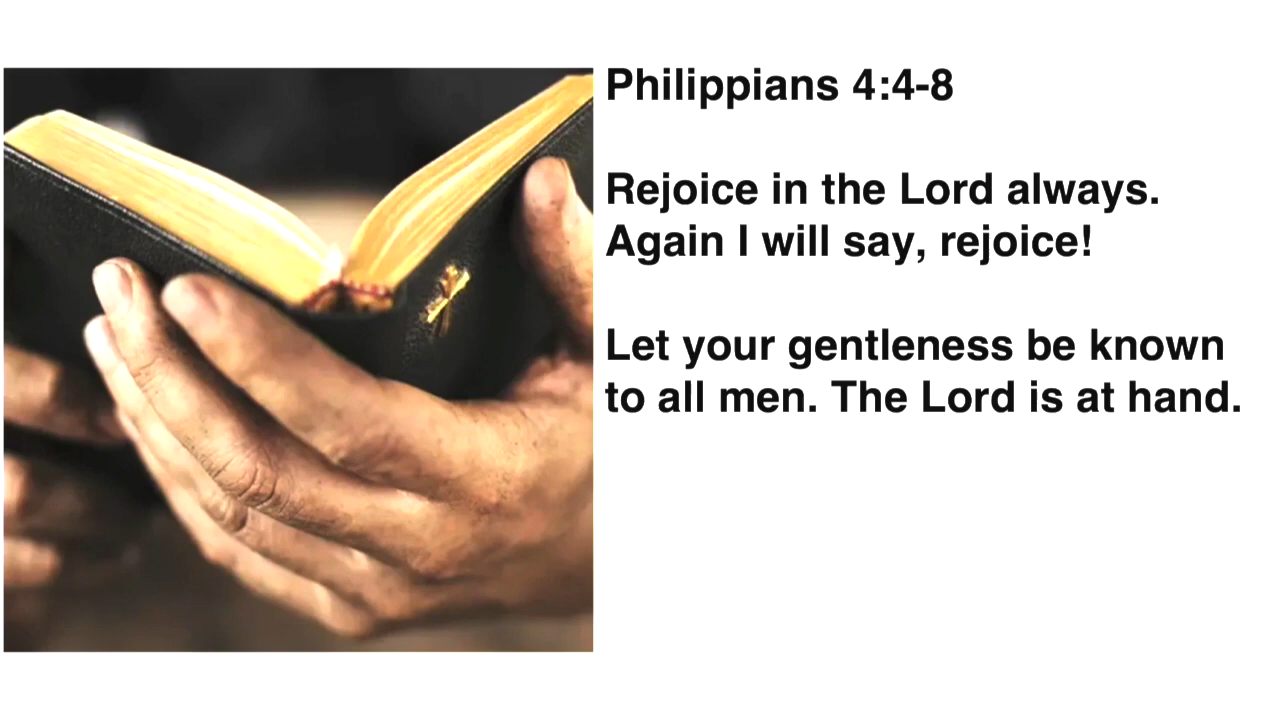 Philippians 4:4-8
Rejoice in the Lord always.
Again I will say, rejoice!
Let your gentleness be known
to all men. The Lord is at hand.